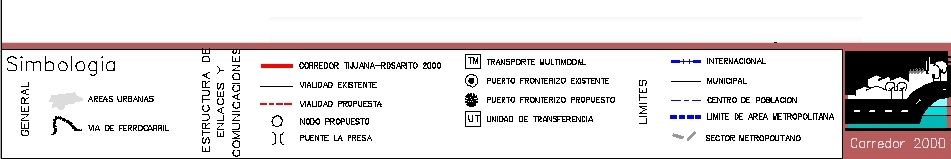 Simbologia
GENERAL
AREAS URBANAS
VIA DE FERROCARRIL
ESTRUCTURA DE
ENLACES Y
COMUNICACIONES
CORREDOR TIJUANA-ROSARITO 2000
VIALIDAD EXISTENTE
VIALIDAD PROPUESTA
NODO PROPUESTO
PUENTE LA PRESA
TM TRANSPORTE MULTIMODAL
PUERTO FRONTERIZO EXISTENTE
PUERTO FRONTERIZO PROPUESTO
UT UNIDAD DE TRANSFERENCIA
LIMITES
INTERNACIONAL
MUNICIPAL
CENTRO DE POBLACION
LIMITE DE AREA METROPOLITANA
SECTOR METROPOLITANO
Corredor 2000